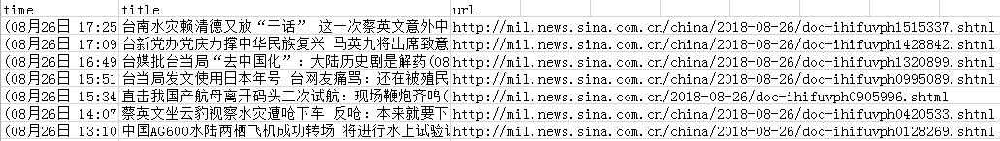 time title url
(08月26日 17:25 台南水灾赖清德又放“干话” 这一次蔡英文意外中 http://mil.news.sina.com.cn/china/2018-08-26/doc-ihifuvph1515337.shtml
(08月26日 17:09 台新党办党庆力撑中华民族复兴 马英九将出席致意 http://mil.news.sina.com.cn/china/2018-08-26/doc-ihifuvph1428842.shtml
(08月26日 16:49 台媒批台当局“去中国化”：大陆历史剧是解药(08 http://mil.news.sina.com.cn/china/2018-08-26/doc-ihifuvph1320899.shtml
(08月26日 15:51 台当局发文使用日本年号 台网友痛骂：还在被殖民 http://mil.news.sina.com.cn/china/2018-08-26/doc-ihifuvph0995089.shtml
(08月26日 15:34 直击我国产航母离开码头二次试航：现场鞭炮齐鸣( http://mil.news.sina.com.cn/2018-08-26/doc-ihifuvph0905996.shtml
(08月26日 14:07 蔡英文坐云豹视察水灾遭呛下车 反呛：本来就要下 http://mil.news.sina.com.cn/china/2018-08-26/doc-ihifuvph0420533.shtml
(08月26日 13:10 中国AG600水陆两栖飞机成功转场 将进行水上试验( http://mil.news.sina.com.cn/china/2018-08-26/doc-ihifuvph0128269.shtml